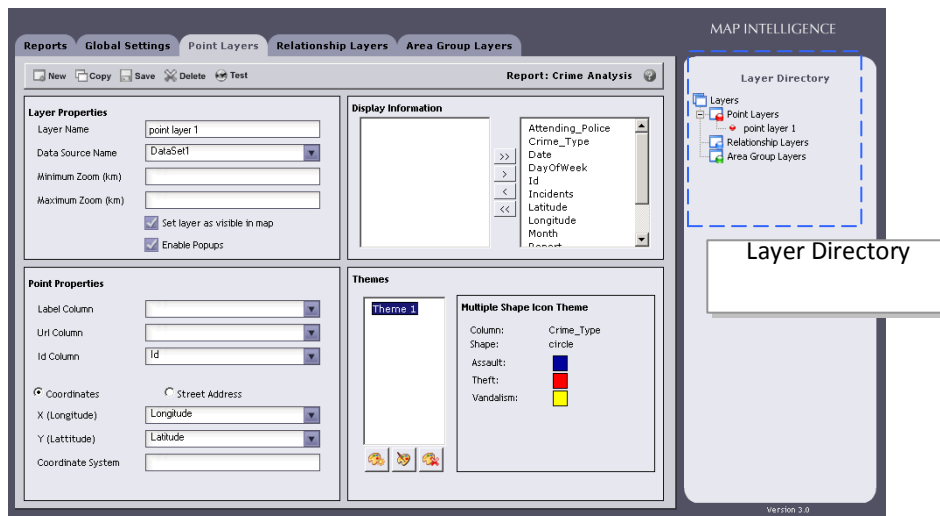 MAP INTELLIGENCE
Reports Global Settings Point Layers Relationship Layers Area Group Layers
New Copy Save Delete Test Report: Crime Analysis ?
Layer Properties
Layer Name point layer 1
Data Source Name DataSet1
Minimum Zoom (km)
Maximum Zoom (km)
Set layer as visible in map
Enable Popups
Display Information
>>
>
<
<<
Attending_Police
Crime_Type
Date
DayOfWeek
Id
Incidents
Latitude
Longitude
Month
Report
Point Properties
Label Column
Url Column
Id Column Id
Coordinates Street Address
X (Longitude) Longitude
Y (Lattitude) Latitude
Coordinate System
Themes
Theme 1
Multiple Shape Icon Theme
Column: Crime_Type
Shape: circle
Assault:
Theft:
Vandalism:
Layer Directory
Layers
Point Layers
point layer 1
Relationship Layers
Area Group Layers
Layer Directory
Version 3.0